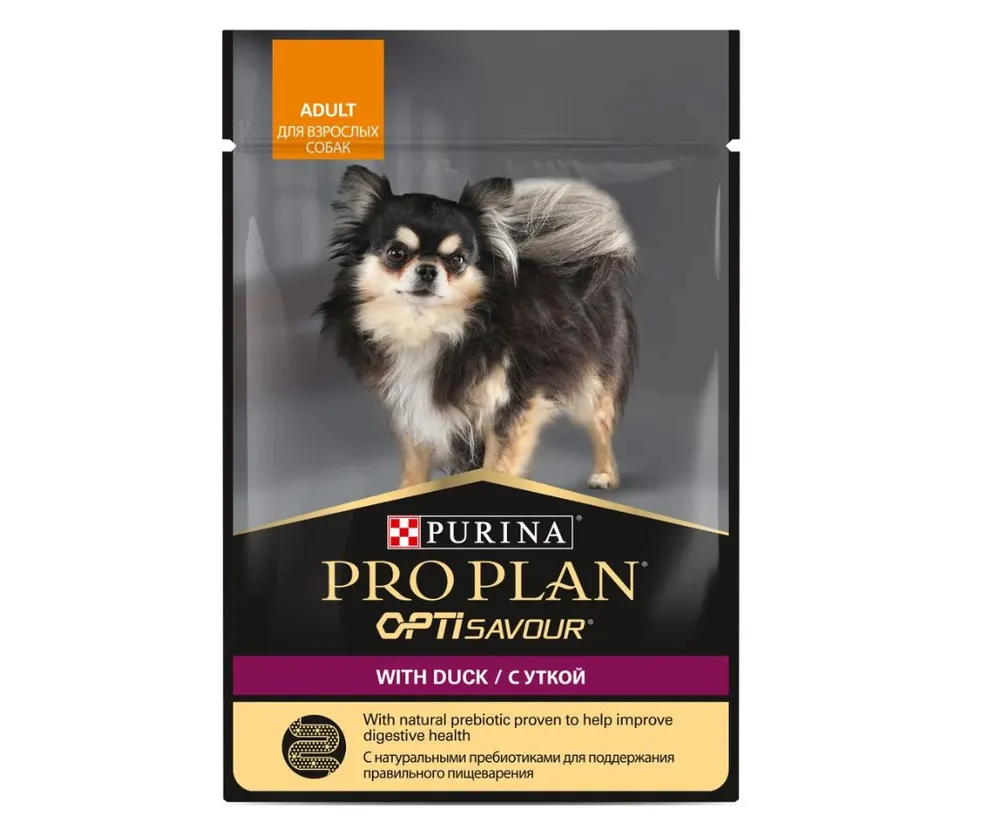 ADULT
ДЛЯ ВЗРОСЛЫХ
СОБАК
PURINA®
PRO PLAN®
OPTiSAVOUR®
WITH DUCK / С УТКОЙ
With natural prebiotic proven to help improve
digestive health
С натуральными пребиотиками для поддержания
правильного пищеварения